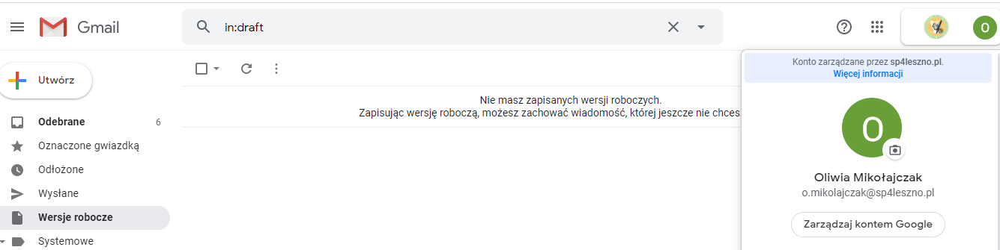 Gmail
in:draft
O
Utwórz
Odebrane 6
Oznaczone gwiazdką
Odłożone
Wysłane
Wersje robocze
Systemowe
Nie masz zapisanych wersji roboczych.
Zapisując wersję roboczą, możesz zachować wiadomość, której jeszcze nie chces
Konto zarządzane przez sp4leszno.pl.
Więcej informacji
O
Oliwia Mikołajczak
o.mikolajczak@sp4leszno.pl
Zarządzaj kontem Google